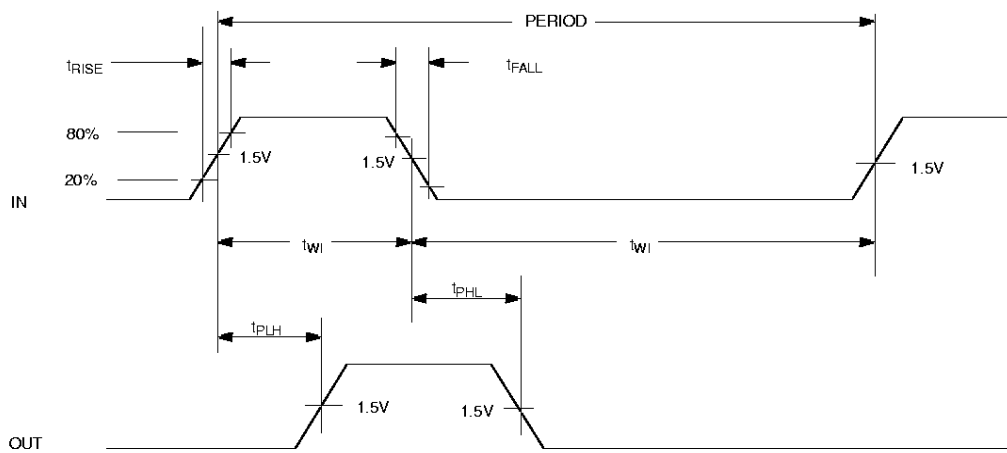 PERIOD
tRISE
tFALL
80%
1.5V
1.5V
1.5V
20%
IN
tWI
tWI
tPHL
tPLH
1.5V
1.5V
OUT